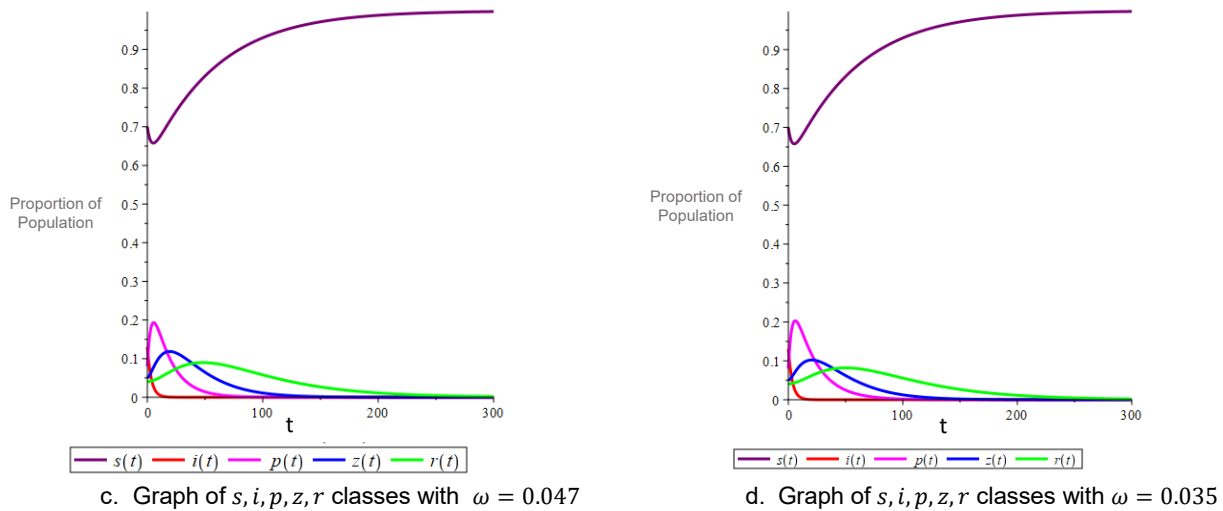 0.9
0.8
0.7
0.6
Proportion of
Population
0.5
0.4
0.3
0.2
0.1
0
0
100
200
300
t
s(t) i(t) p(t) z(t) r(t)
c. Graph of s, i, p, z, r classes with ω = 0.047
0.9
0.8
0.7
0.6
Proportion of
Population
0.5
0.4
0.3
0.2
0.1
0
0
100
200
300
t
s(t) i(t) p(t) z(t) r(t)
d. Graph of s, i, p, z, r classes with ω = 0.035